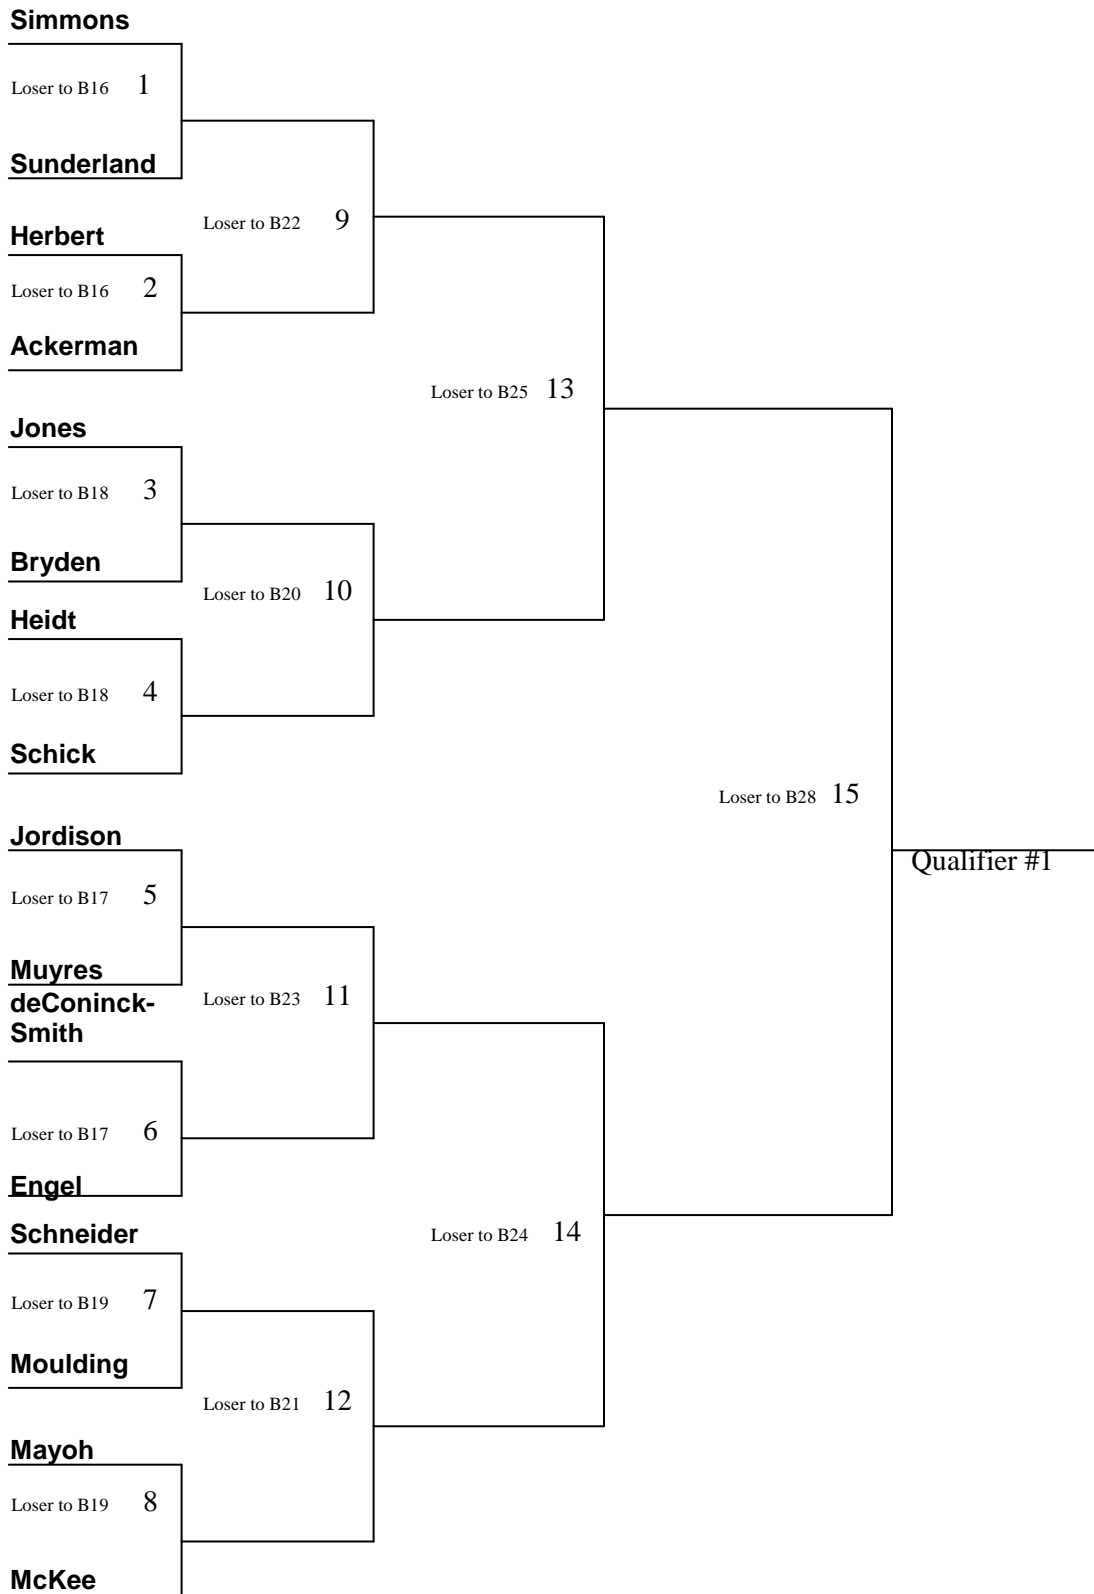 Simmons
Loser to B16 1
Sunderland
Loser to B22 9
Herbert
Loser to B16 2
Ackerman
Loser to B25 13
Jones
Loser to B18 3
Bryden
Loser to B20 10
Heidt
Loser to B18 4
Schick
Loser to B28 15
Jordison
Qualifier #1
Loser to B17 5
Muyres
deConinck-
Smith
Loser to B23 11
Loser to B17 6
Engel
Schneider
Loser to B24 14
Loser to B19 7
Moulding
Loser to B21 12
Mayoh
Loser to B19 8
McKee